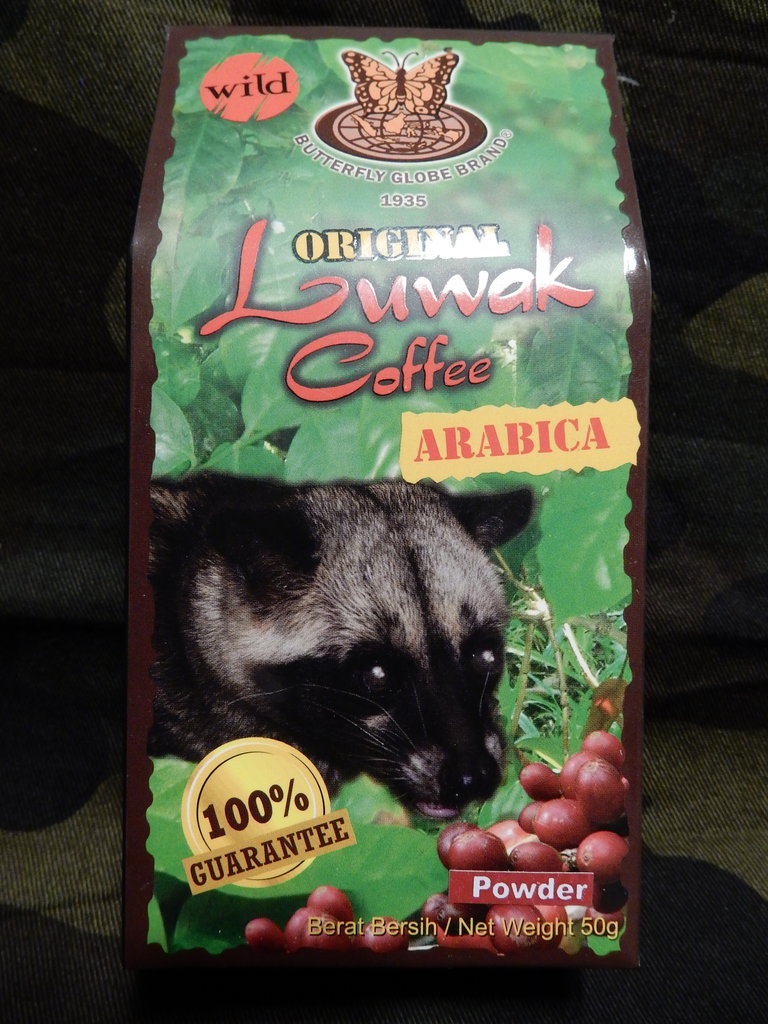 wild
BUTTERFLY GLOBE BRAND®
1935
ORIGINAL
Luwak
Coffee
ARABICA
100%
GUARANTEE
Powder
Berat Bersih / Net Weight 50g